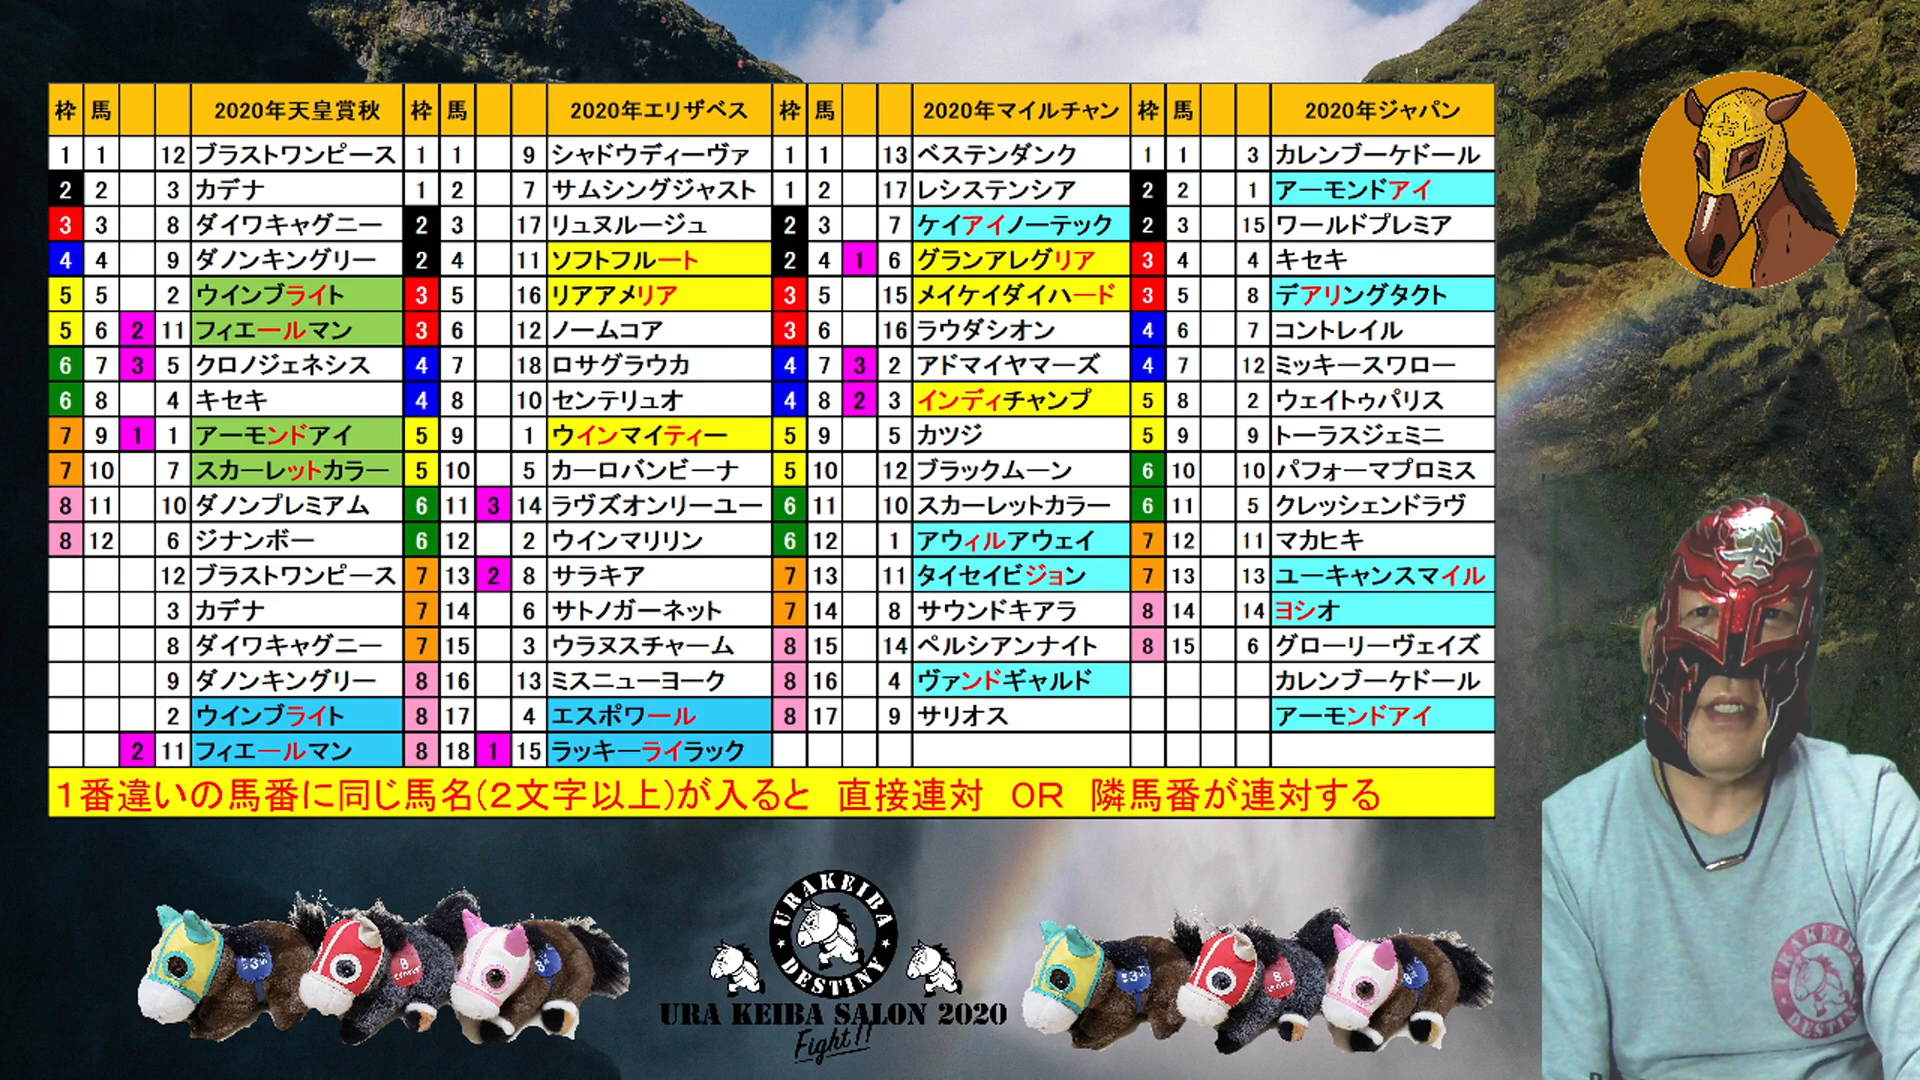 枠 馬 2020年天皇賞秋 枠 馬 2020年エリザベス 枠 馬 2020年マイルチャン 枠 馬 2020年ジャパン
1 1 12 ブラストワンピース 1 1 9 シャドウディーヴァ 1 1 13 ベステンダンク 1 1 3 カレンブーケドール
2 2 3 カデナ 1 2 7 サムシングジャスト 1 2 17 レシステンシア 2 2 1 アーモンドアイ
3 3 8 ダイワキャグニー 2 3 17 リュヌルージュ 2 3 7 ケイアイノーテック 2 3 15 ワールドプレミア
4 4 9 ダノンキングリー 2 4 11 ソフトフルート 2 4 1 6 グランアレグリア 3 4 4 キセキ
5 5 2 ウインブライト 3 5 16 リアアメリア 3 5 15 メイケイダイハード 3 5 8 デアリングタクト
5 6 2 11 フィエールマン 3 6 12 ノームコア 3 6 16 ラウダシオン 4 6 7 コントレイル
6 7 3 5 クロノジェネシス 4 7 18 ロサグラウカ 4 7 3 2 アドマイヤマーズ 4 7 12 ミッキースワロー
6 8 4 キセキ 4 8 10 センテリュオ 4 8 2 3 インディチャンプ 5 8 2 ウェイトゥパリス
7 9 1 1 アーモンドアイ 5 9 1 ウインマイティー 5 9 5 カツジ 5 9 9 トーラスジェミニ
7 10 7 スカーレットカラー 5 10 5 カーロバンビーナ 5 10 12 ブラックムーン 6 10 10 パフォーマプロミス
8 11 10 ダノンプレミアム 6 11 3 14 ラヴズオンリーユー 6 11 10 スカーレットカラー 6 11 5 クレッシェンドラヴ
8 12 6 ジナンボー 6 12 2 ウインマリリン 6 12 1 アウィルアウェイ 7 12 11 マカヒキ
12 ブラストワンピース 7 13 2 8 サラキア 7 13 11 タイセイビジョン 7 13 13 ユーキャンスマイル
3 カデナ 7 14 6 サトノガーネット 7 14 8 サウンドキアラ 8 14 14 ヨシオ
8 ダイワキャグニー 7 15 3 ウラヌスチャーム 8 15 14 ペルシアンナイト 8 15 6 グローリーヴェイズ
9 ダノンキングリー 8 16 13 ミスニューヨーク 8 16 4 ヴァンドギャルド カレンブーケドール
2 ウインブライト 8 17 4 エスポワール 8 17 9 サリオス アーモンドアイ
2 11 フィエールマン 8 18 1 15 ラッキーライラック
1番違いの馬番に同じ馬名(2文字以上)が入ると 直接連対 OR 隣馬番が連対する
URAKEIBA
DESTINY
URA KEIBA SALON 2020
Fight!!
URAKEIBA
DESTINY